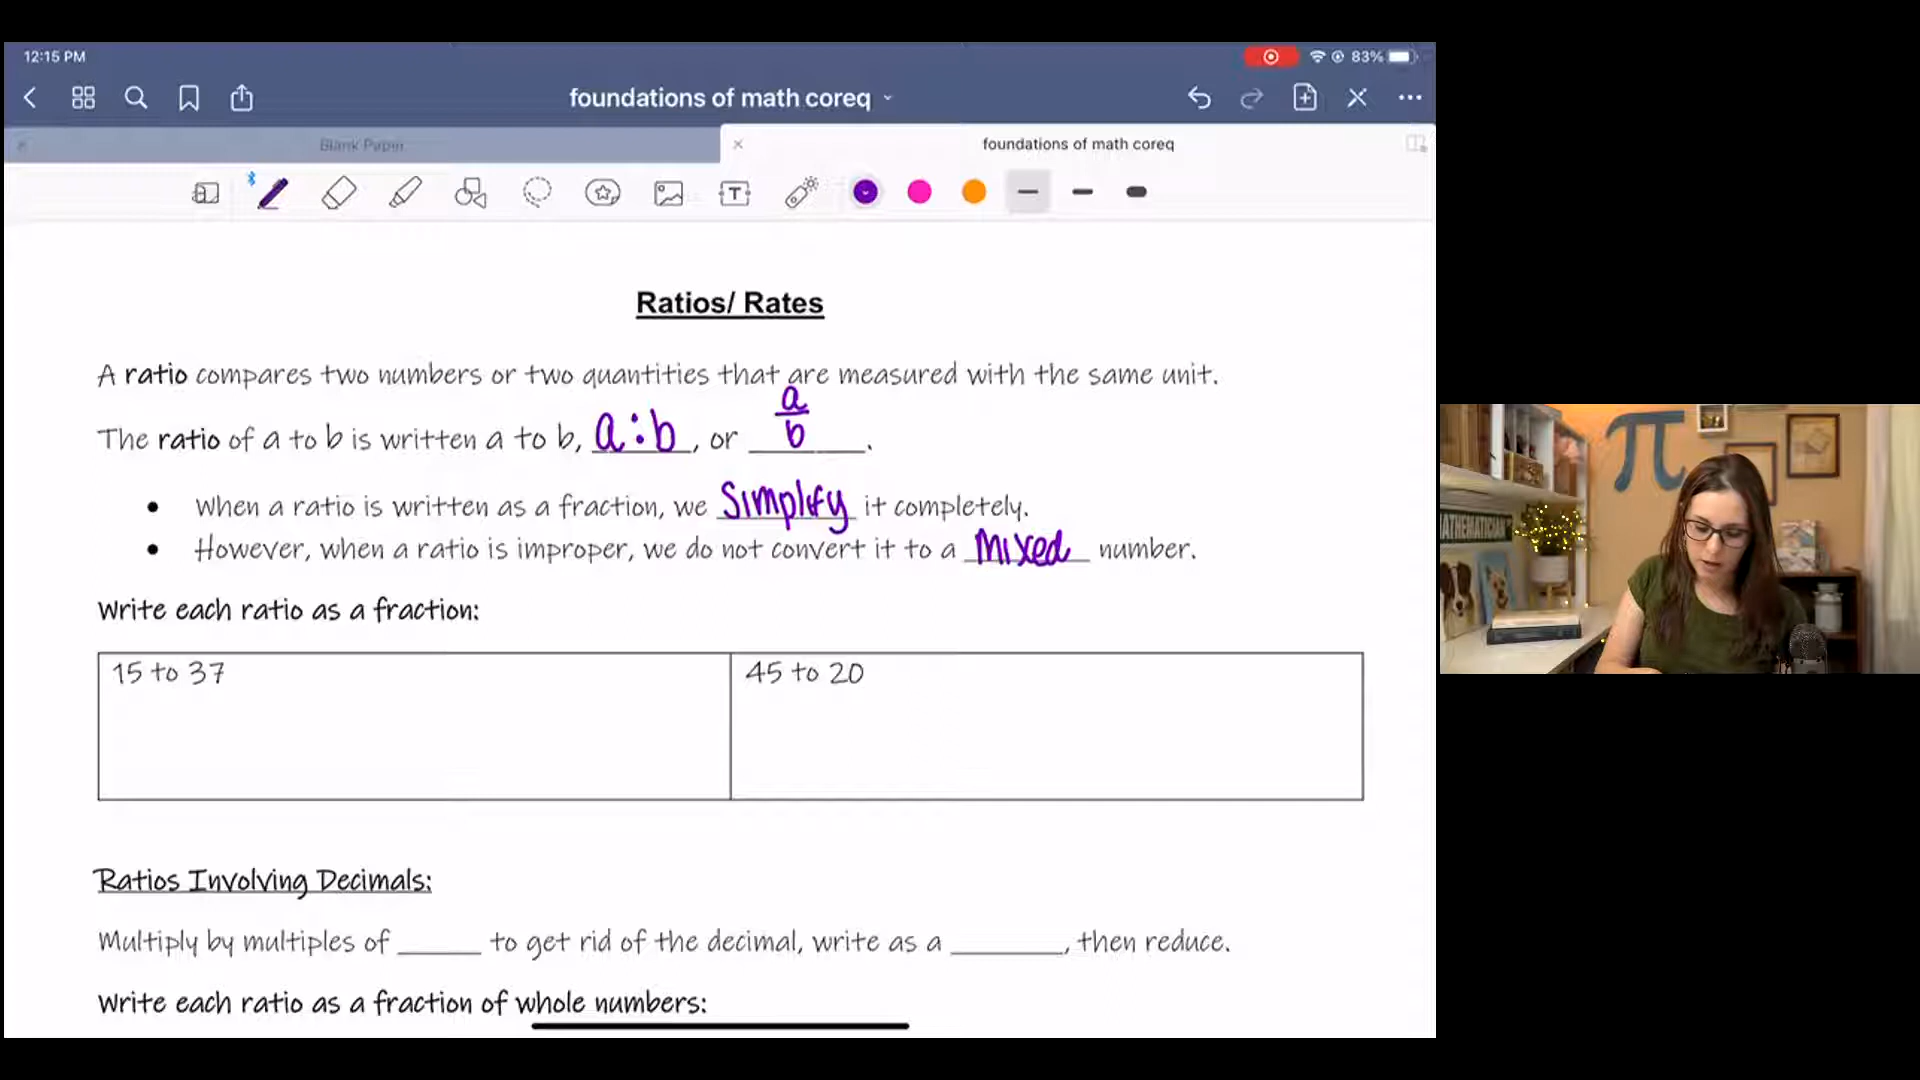 12:15 PM
83%
foundations of math coreq
Blank Paper
foundations of math coreq
T
Ratios/ Rates
A ratio compares two numbers or two quantities that are measured with the same unit.
The ratio of a to b is written a to b, a:b, or a/b.
• When a ratio is written as a fraction, we Simplify it completely.
• However, when a ratio is improper, we do not convert it to a Mixed number.
Write each ratio as a fraction:
15 to 37
45 to 20
Ratios Involving Decimals:
Multiply by multiples of _____ to get rid of the decimal, write as a _______, then reduce.
Write each ratio as a fraction of whole numbers:
MATHEMATICIAN